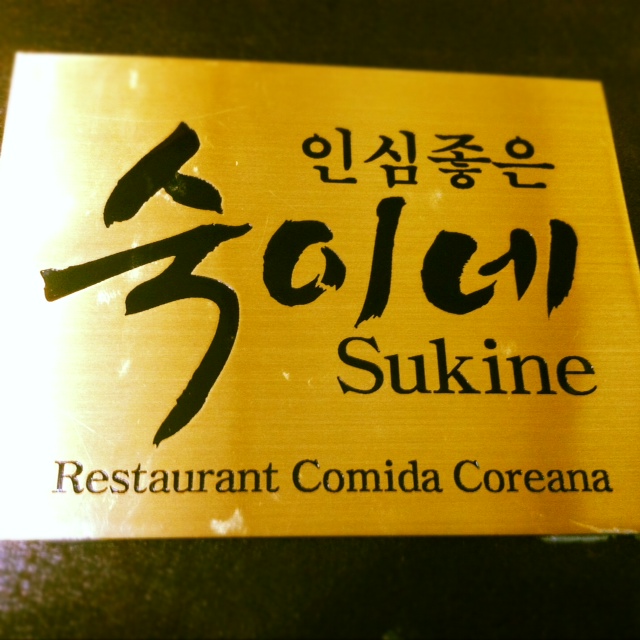 인심좋은
숙이네
Sukine
Restaurant Comida Coreana